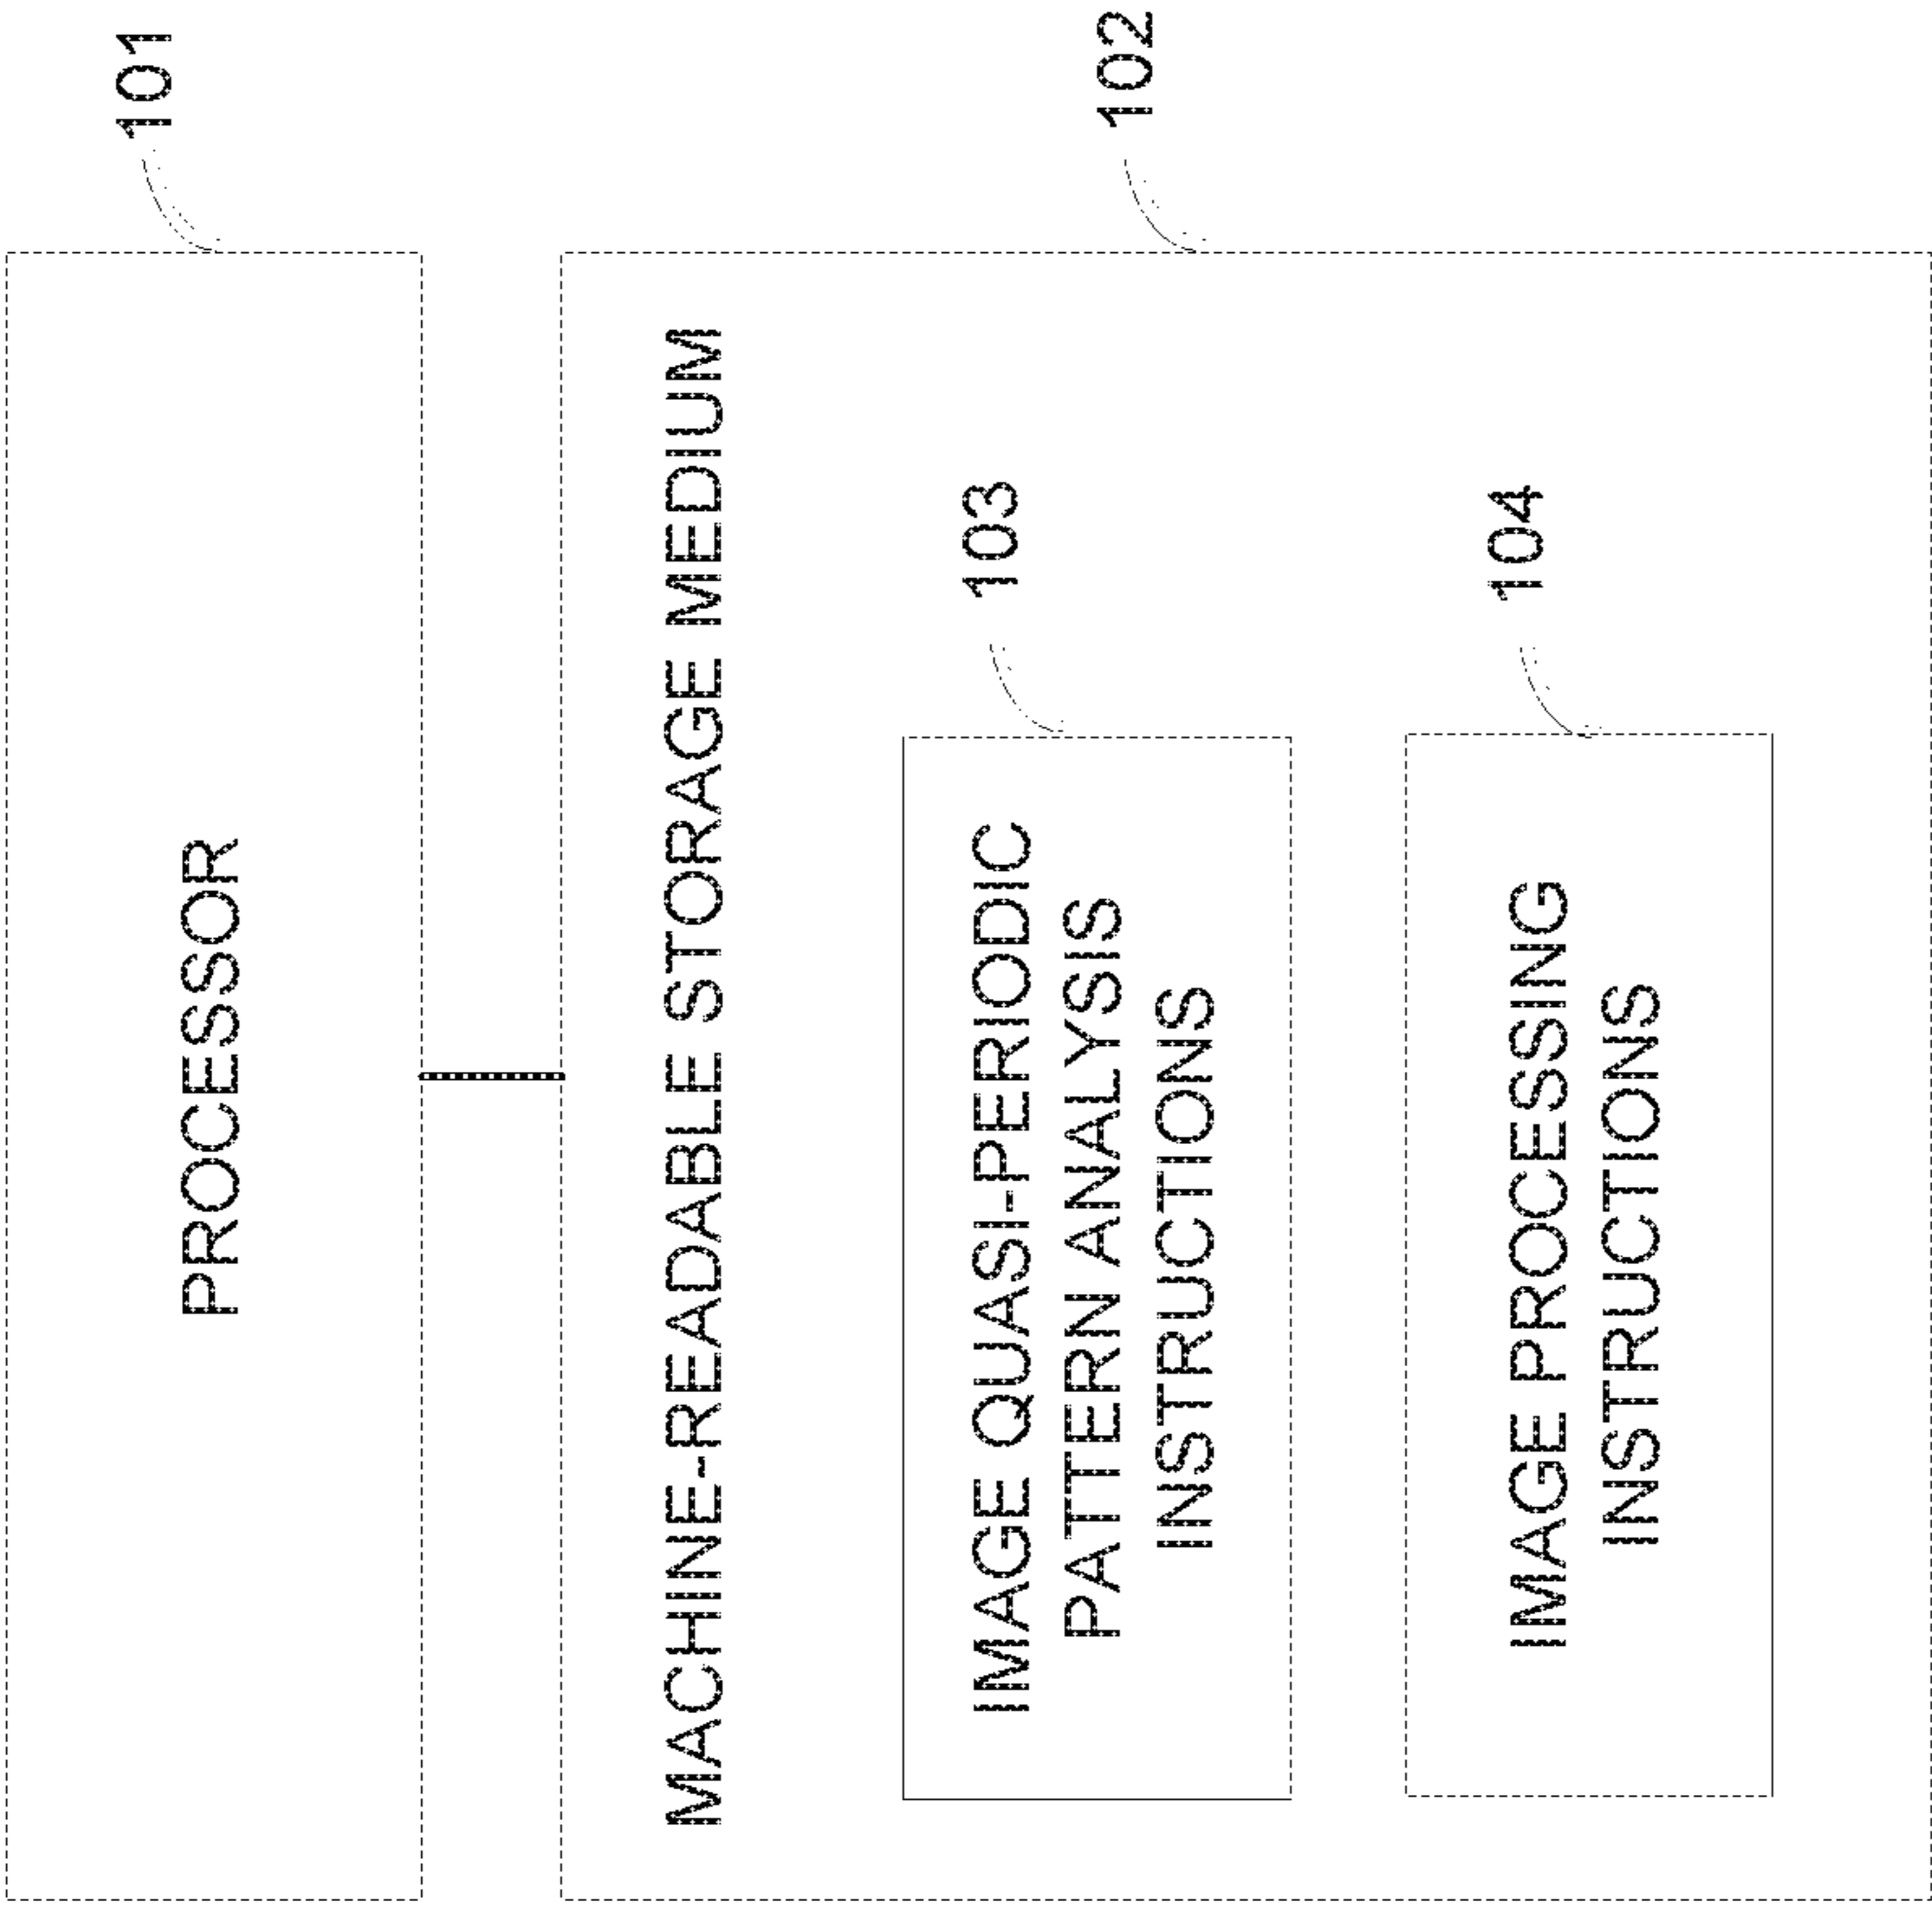 101
PROCESSOR
102
MACHINE-READABLE STORAGE MEDIUM
103
IMAGE QUASI-PERIODIC
PATTERN ANALYSIS
INSTRUCTIONS
104
IMAGE PROCESSING
INSTRUCTIONS